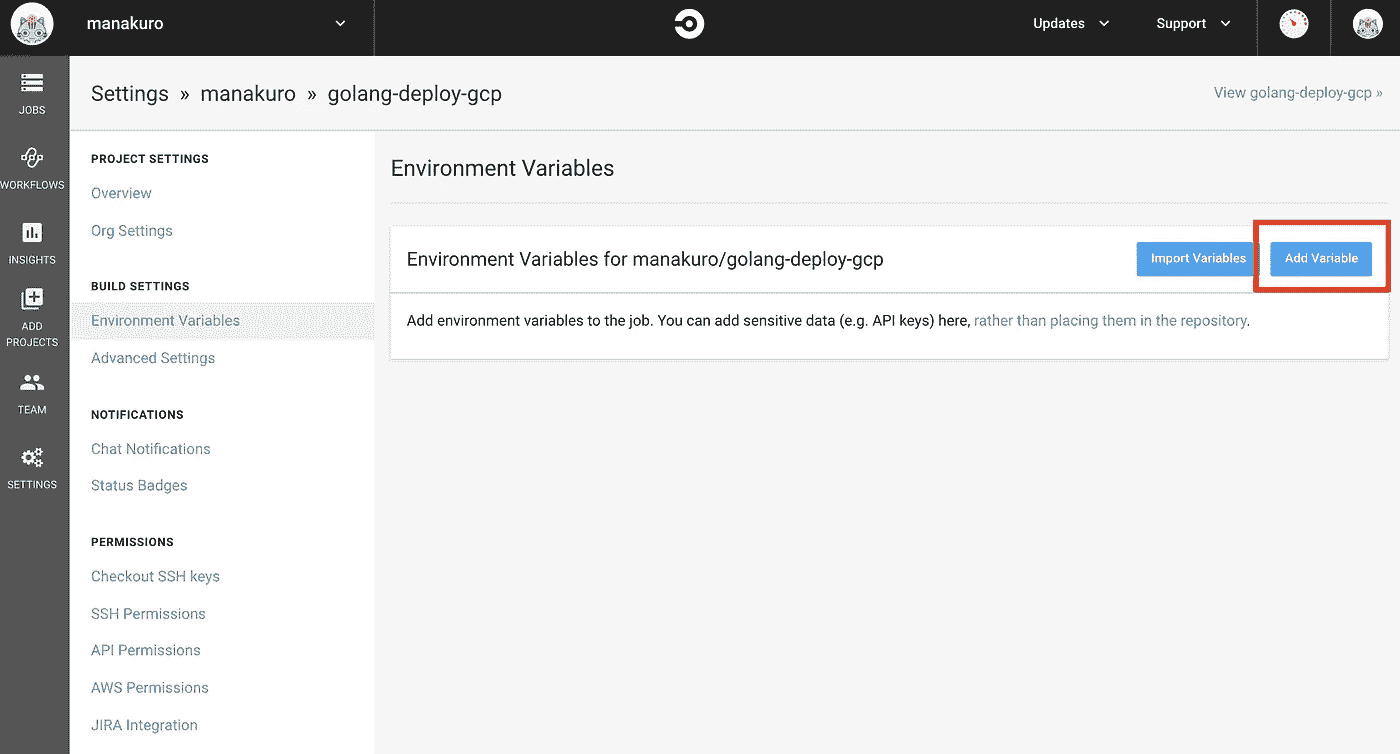 manakuro
Updates
Support
JOBS
WORKFLOWS
INSIGHTS
ADD
PROJECTS
TEAM
SETTINGS
Settings » manakuro » golang-deploy-gcp
View golang-deploy-gcp »
PROJECT SETTINGS
Overview
Org Settings
BUILD SETTINGS
Environment Variables
Advanced Settings
NOTIFICATIONS
Chat Notifications
Status Badges
PERMISSIONS
Checkout SSH keys
SSH Permissions
API Permissions
AWS Permissions
JIRA Integration
Environment Variables
Environment Variables for manakuro/golang-deploy-gcp
Import Variables
Add Variable
Add environment variables to the job. You can add sensitive data (e.g. API keys) here, rather than placing them in the repository.